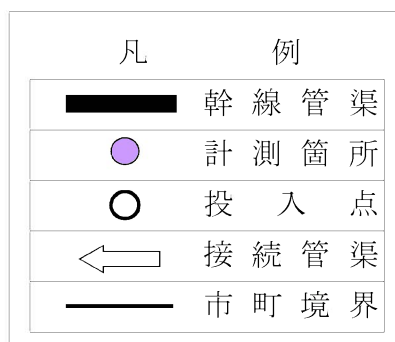 凡例
幹線管渠
計測箇所
投入点
接続管渠
市町境界